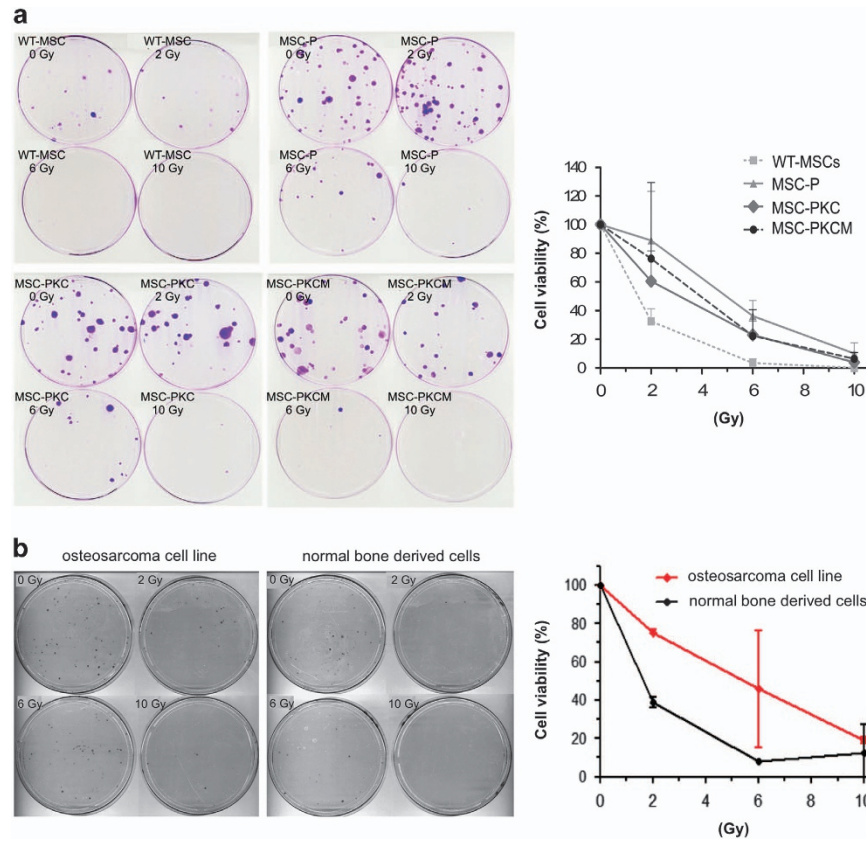 a
WT-MSC
0 Gy
WT-MSC
2 Gy
MSC-P
0 Gy
MSC-P
2 Gy
WT-MSC
6 Gy
WT-MSC
10 Gy
MSC-P
6 Gy
MSC-P
10 Gy
MSC-PKC
0 Gy
MSC-PKC
2 Gy
MSC-PKCM
0 Gy
MSC-PKCM
2 Gy
MSC-PKC
6 Gy
MSC-PKC
10 Gy
MSC-PKCM
6 Gy
MSC-PKCM
10 Gy
Cell viability (%)
140
120
100
80
60
40
20
0
0 2 4 6 8 10
(Gy)
WT-MSCs
MSC-P
MSC-PKC
MSC-PKCM
b
osteosarcoma cell line
normal bone derived cells
0 Gy
2 Gy
0 Gy
2 Gy
6 Gy
10 Gy
6 Gy
10 Gy
Cell viability (%)
100
80
60
40
20
0
0 2 4 6 8 10
(Gy)
osteosarcoma cell line
normal bone derived cells